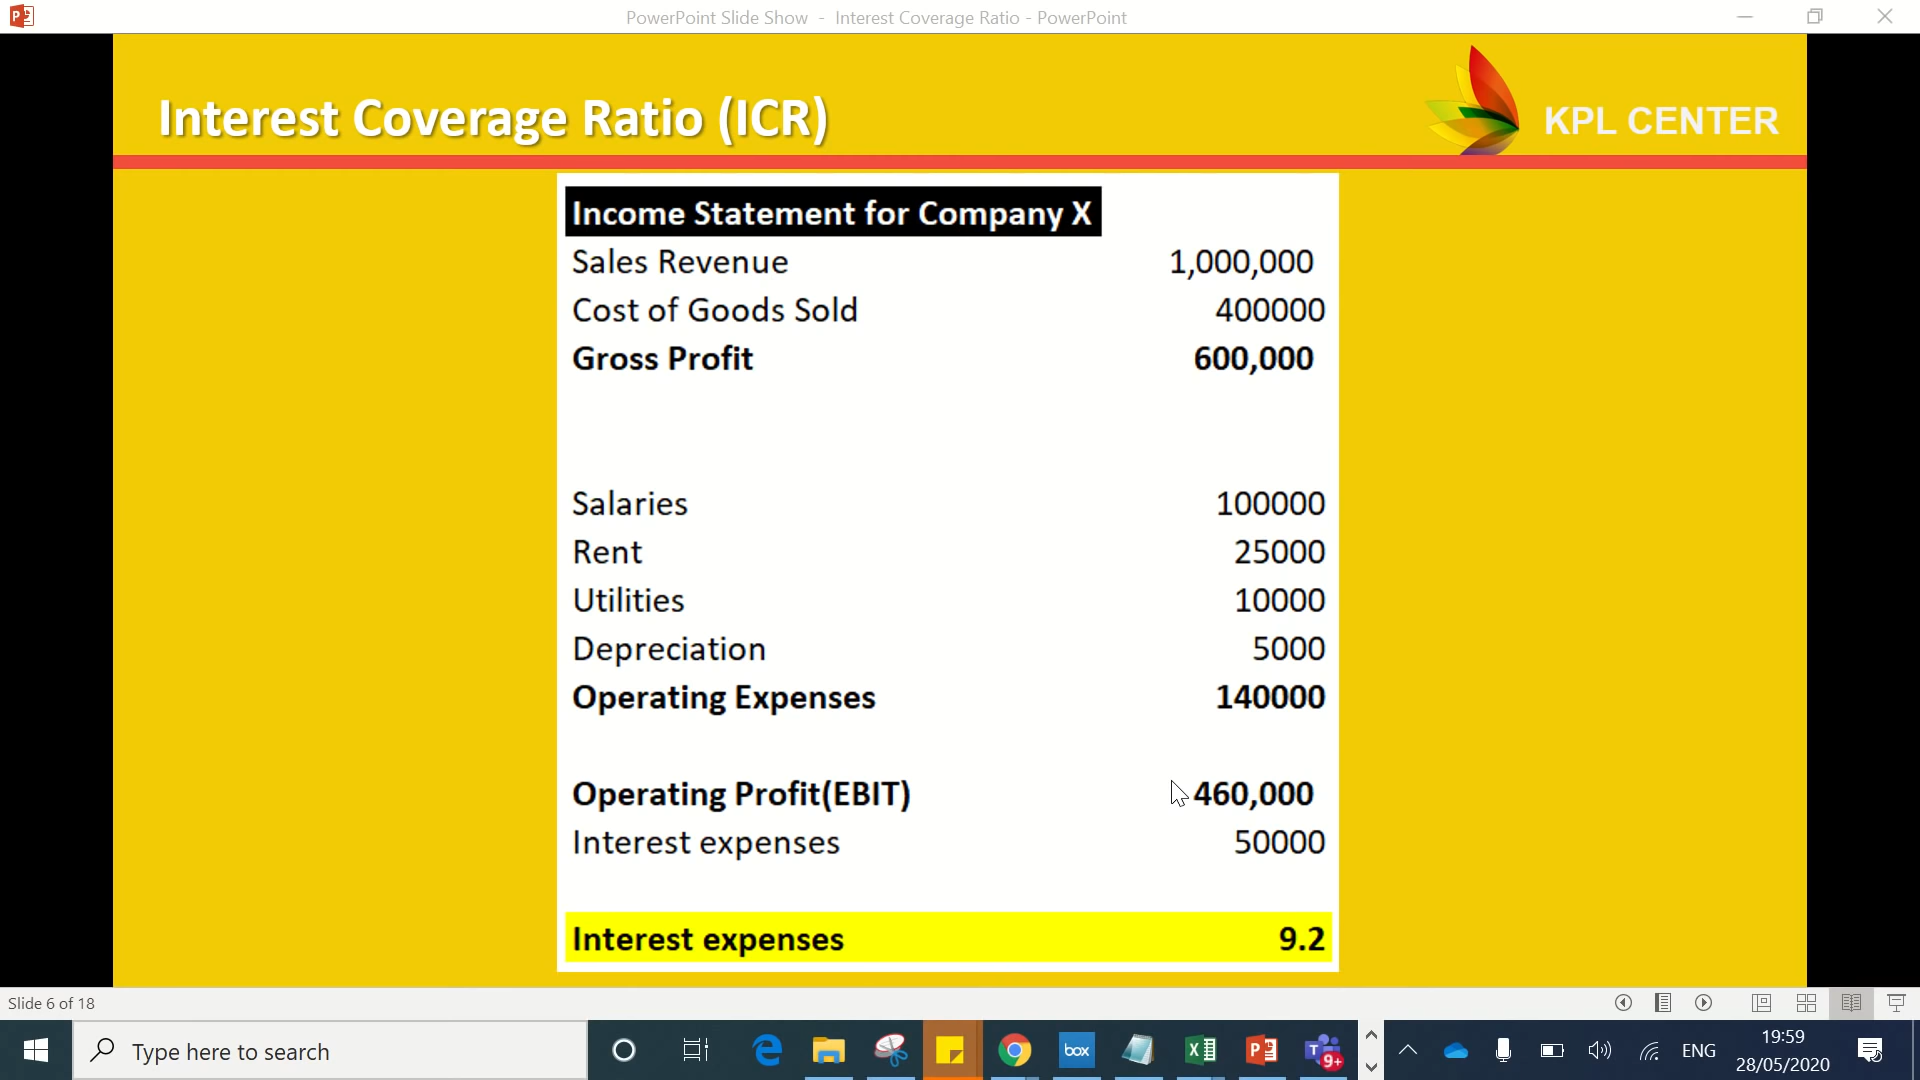 PowerPoint Slide Show - Interest Coverage Ratio - PowerPoint
Interest Coverage Ratio (ICR)
KPL CENTER
Income Statement for Company X
Sales Revenue 1,000,000
Cost of Goods Sold 400000
Gross Profit 600,000
Salaries 100000
Rent 25000
Utilities 10000
Depreciation 5000
Operating Expenses 140000
Operating Profit(EBIT) 460,000
Interest expenses 50000
Interest expenses 9.2
Slide 6 of 18
Type here to search
box
9+
ENG
19:59
28/05/2020